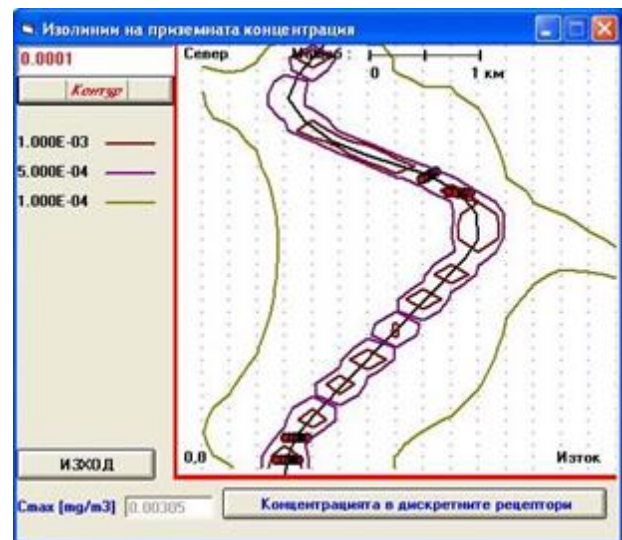 Изолинии на приземната концентрация
0.0001
Контур
1.000E-03
5.000E-04
1.000E-04
ИЗХОД
Север
0
1 км
0,0
Изток
Cmax [mg/m3] 0.00305
Концентрацията в дискретните рецептори